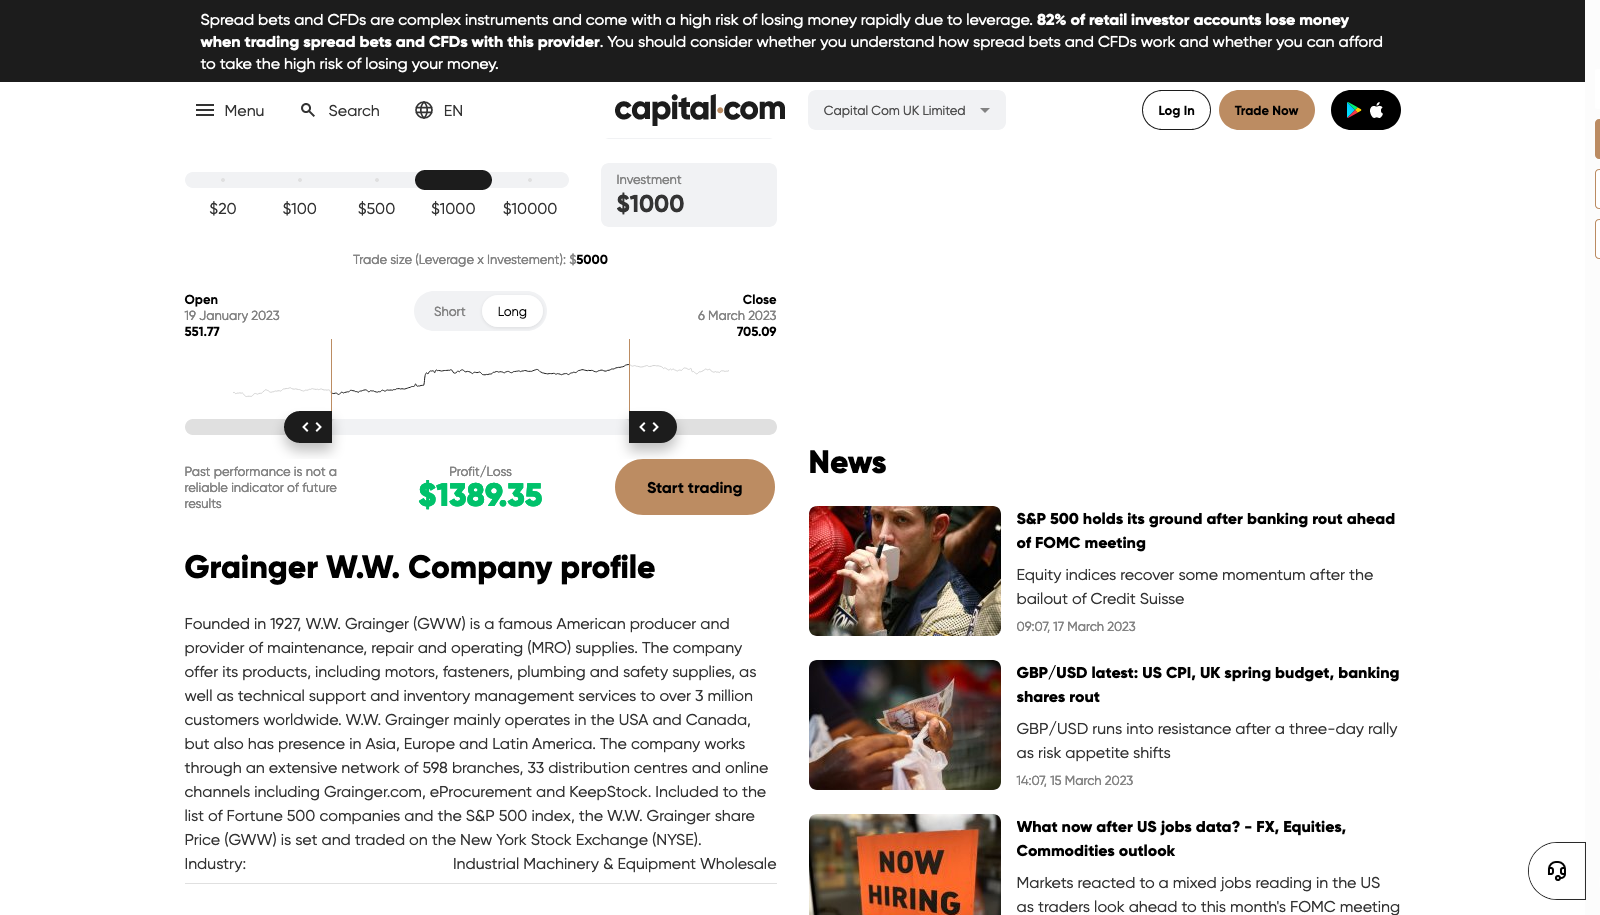 Spread bets and CFDs are complex instruments and come with a high risk of losing money rapidly due to leverage. 82% of retail investor accounts lose money
when trading spread bets and CFDs with this provider. You should consider whether you understand how spread bets and CFDs work and whether you can afford
to take the high risk of losing your money.
Menu
Search
EN
capital.com
Capital Com UK Limited
Log In
Trade Now
$20
$100
$500
$1000
$10000
Investment
$1000
Trade size (Leverage x Investement): $5000
Open
19 January 2023
551.77
Short
Long
Close
6 March 2023
705.09
Past performance is not a
reliable indicator of future
results
Profit/Loss
$1389.35
Start trading
Grainger W.W. Company profile
Founded in 1927, W.W. Grainger (GWW) is a famous American producer and
provider of maintenance, repair and operating (MRO) supplies. The company
offer its products, including motors, fasteners, plumbing and safety supplies, as
well as technical support and inventory management services to over 3 million
customers worldwide. W.W. Grainger mainly operates in the USA and Canada,
but also has presence in Asia, Europe and Latin America. The company works
through an extensive network of 598 branches, 33 distribution centres and online
channels including Grainger.com, eProcurement and KeepStock. Included to the
list of Fortune 500 companies and the S&P 500 index, the W.W. Grainger share
Price (GWW) is set and traded on the New York Stock Exchange (NYSE).
Industry:
Industrial Machinery & Equipment Wholesale
News
S&P 500 holds its ground after banking rout ahead
of FOMC meeting
Equity indices recover some momentum after the
bailout of Credit Suisse
09:07, 17 March 2023
GBP/USD latest: US CPI, UK spring budget, banking
shares rout
GBP/USD runs into resistance after a three-day rally
as risk appetite shifts
14:07, 15 March 2023
NOW
HIRING
What now after US jobs data? - FX, Equities,
Commodities outlook
Markets reacted to a mixed jobs reading in the US
as traders look ahead to this month's FOMC meeting